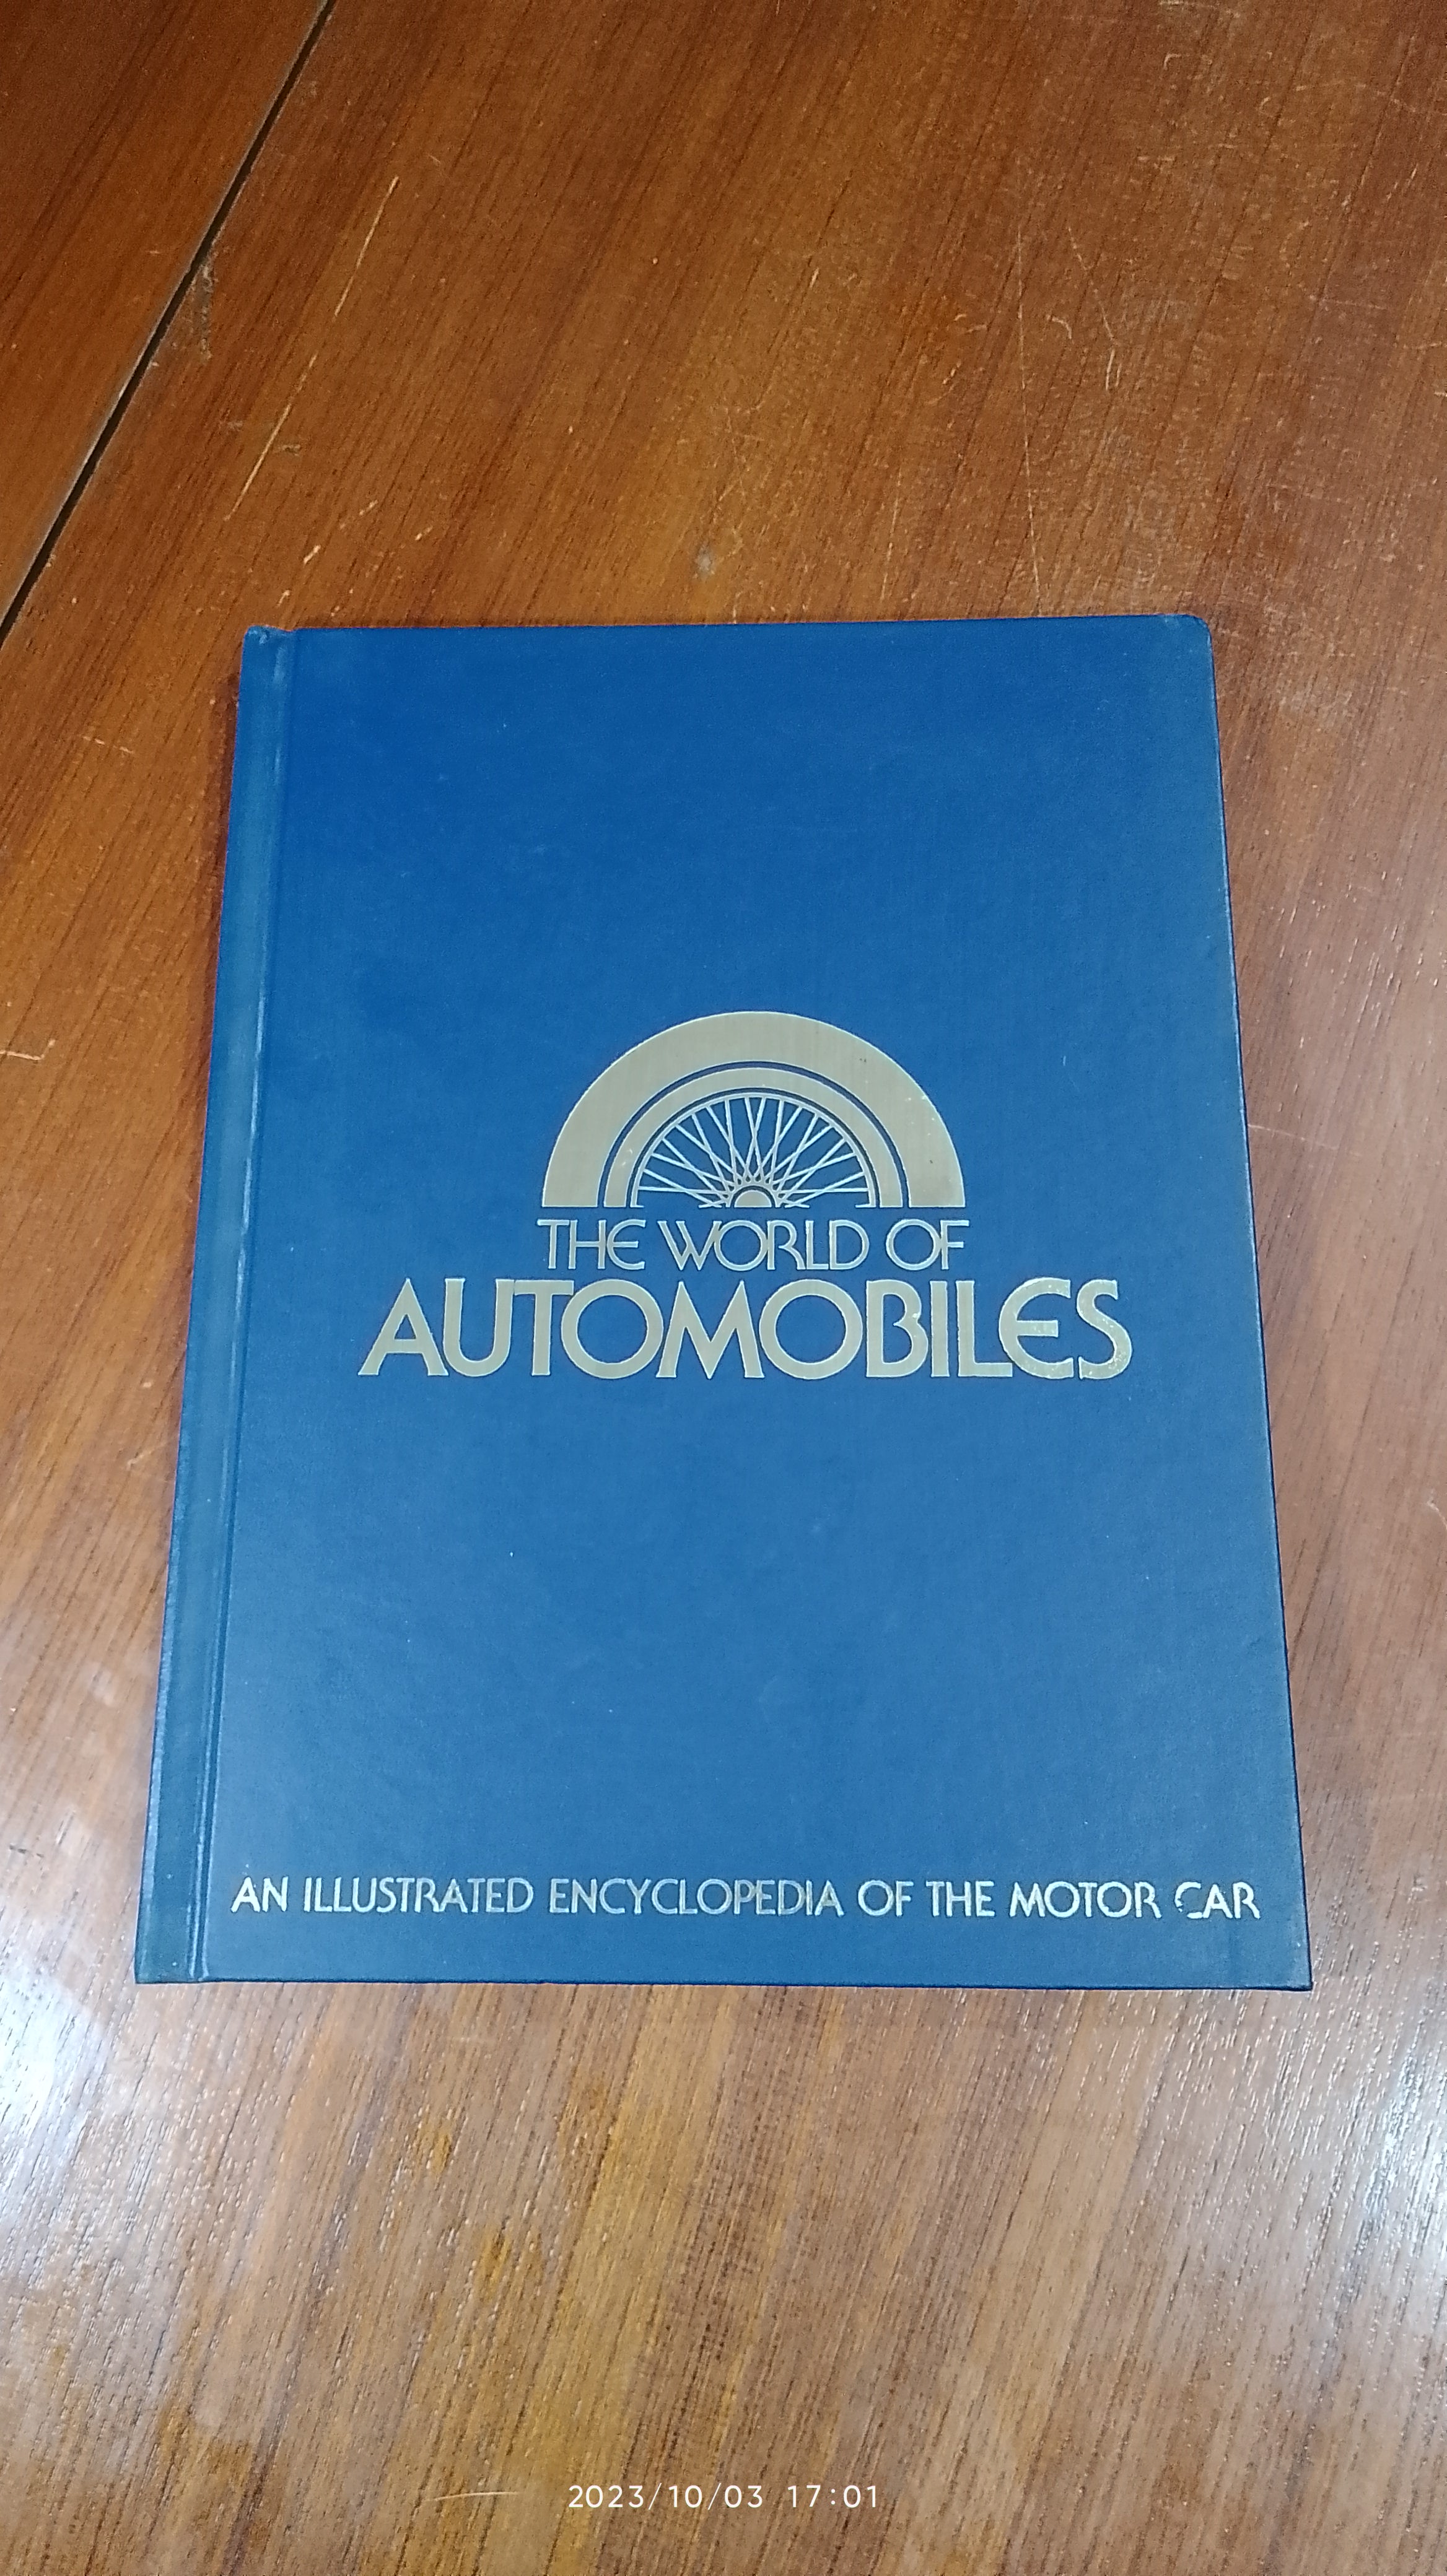 THE WORLD OF
AUTOMOBILES
AN ILLUSTRATED ENCYCLOPEDIA OF THE MOTOR CAR
2023/10/03 17:01